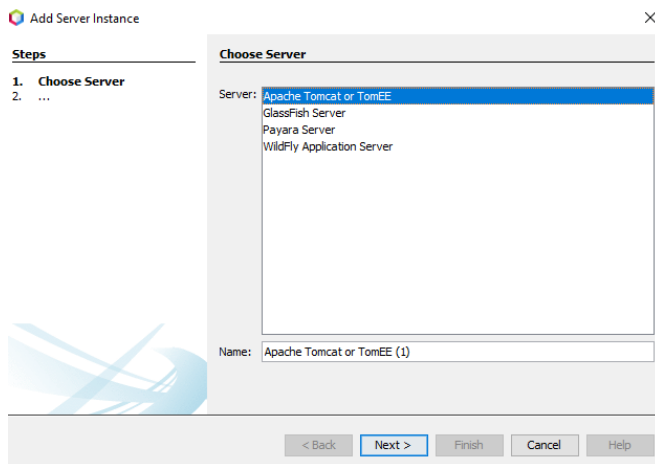 Add Server Instance
Steps
1. Choose Server
2. ...
Choose Server
Server:
Apache Tomcat or TomEE
GlassFish Server
Payara Server
WildFly Application Server
Name: Apache Tomcat or TomEE (1)
< Back Next > Finish Cancel Help